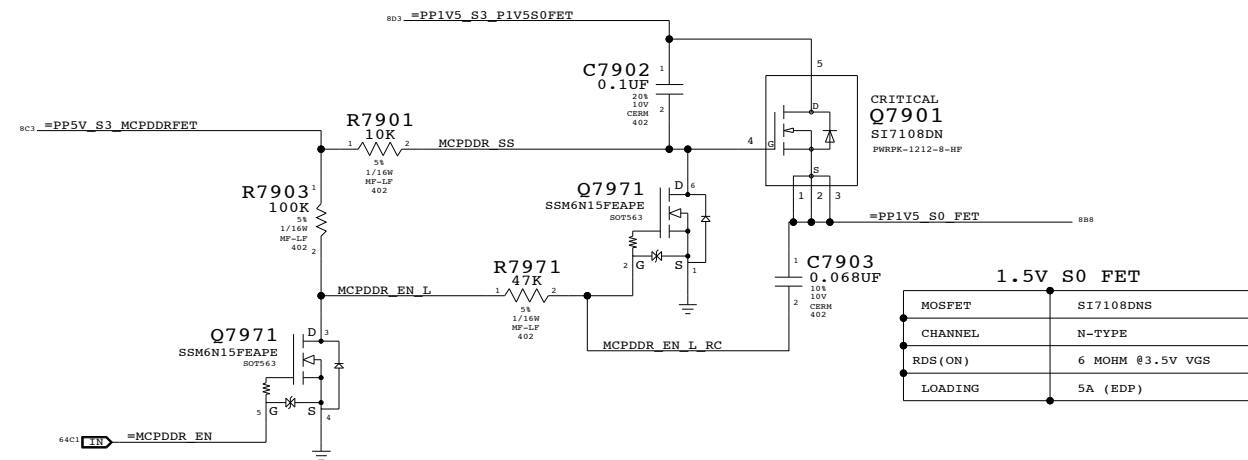 8D3 =PP1V5_S3_P1V5S0FET
5
C7902
0.1UF
20%
10V
CERM
402
1
2
CRITICAL
Q7901
SI7108DN
PWRPK-1212-8-HF
D
G
S
4
1 2 3
8C3 =PP5V_S3_MCPDDRFET
R7901
10K
1 2
5%
1/16W
MF-LF
402
MCPDDR_SS
R7903
100K
5%
1/16W
MF-LF
402
1
2
Q7971
SSM6N15FEAPE
SOT563
D 6
2 G S 1
=PP1V5_S0_FET 8B8
C7903
0.068UF
10%
10V
CERM
402
1
2
MCPDDR_EN_L
R7971
47K
1 2
5%
1/16W
MF-LF
402
MCPDDR_EN_L_RC
Q7971
SSM6N15FEAPE
SOT563
D 3
5 G S 4
64C1 IN =MCPDDR_EN
1.5V S0 FET
MOSFET SI7108DNS
CHANNEL N-TYPE
RDS(ON) 6 MOHM @3.5V VGS
LOADING 5A (EDP)